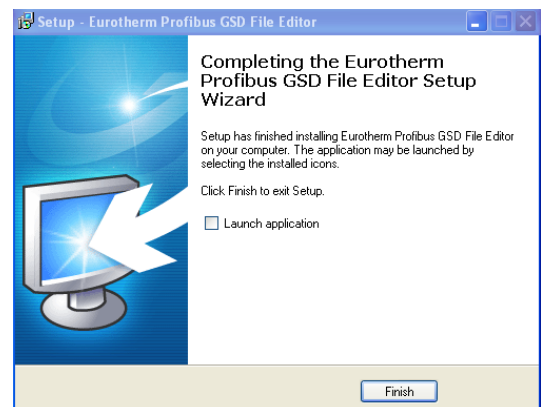 Setup - Eurotherm Profibus GSD File Editor
Completing the Eurotherm
Profibus GSD File Editor Setup
Wizard
Setup has finished installing Eurotherm Profibus GSD File Editor
on your computer. The application may be launched by
selecting the installed icons.
Click Finish to exit Setup.
Launch application
Finish